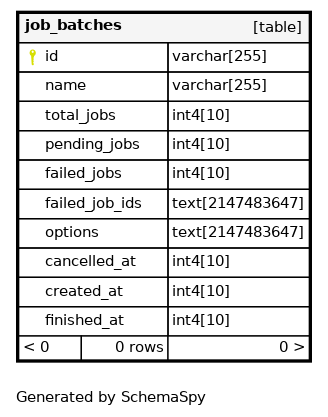 job_batches [table]
id varchar[255]
name varchar[255]
total_jobs int4[10]
pending_jobs int4[10]
failed_jobs int4[10]
failed_job_ids text[2147483647]
options text[2147483647]
cancelled_at int4[10]
created_at int4[10]
finished_at int4[10]
< 0 0 rows 0 >
Generated by SchemaSpy